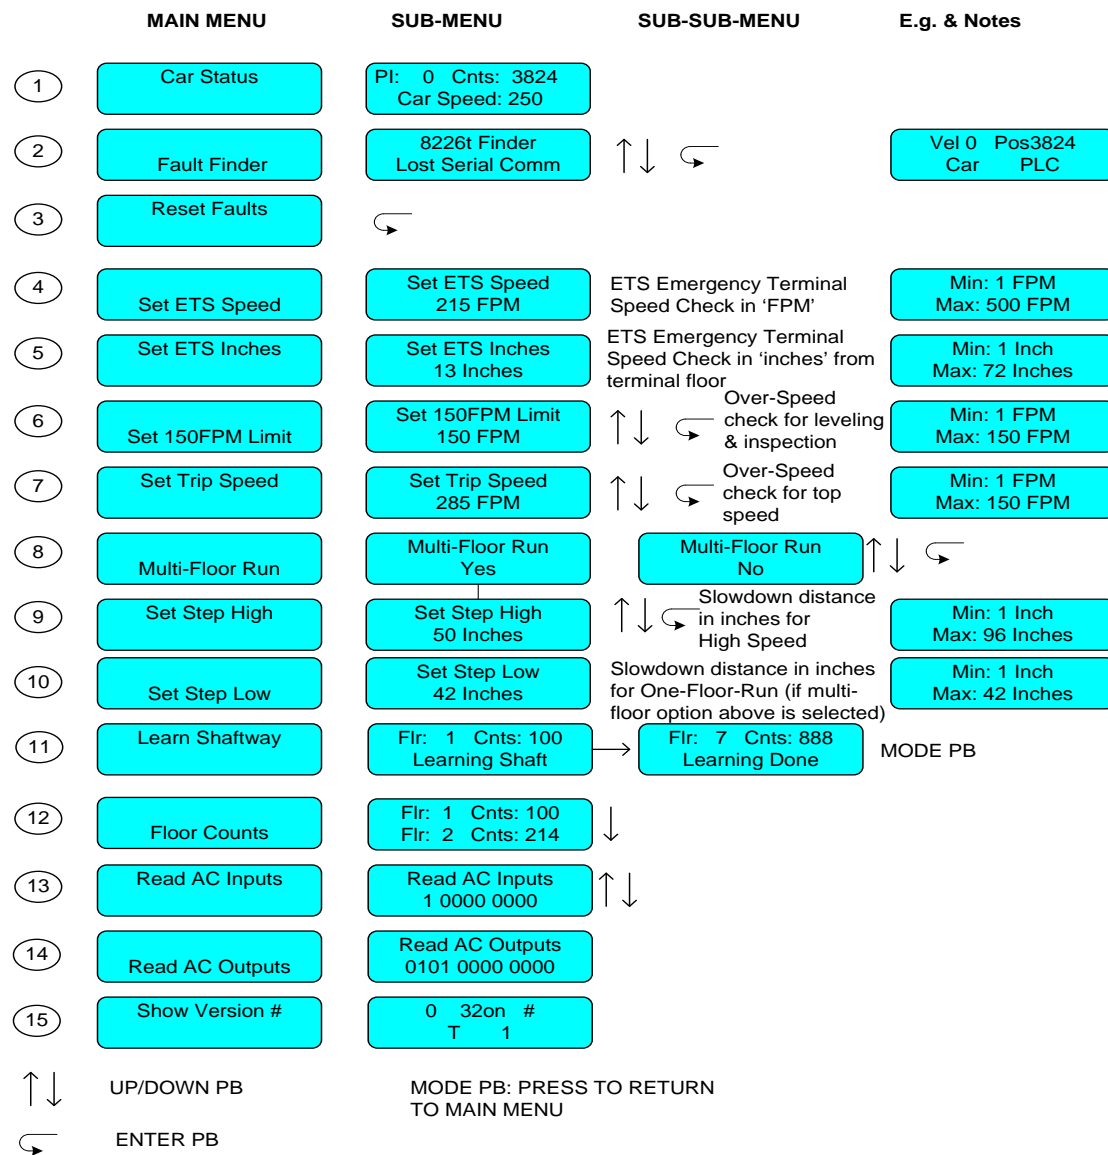 MAIN MENU SUB-MENU SUB-SUB-MENU E.g. & Notes
1 Car Status PI: 0 Cnts: 3824
Car Speed: 250
2 Fault Finder 8226t Finder
Lost Serial Comm
Vel 0 Pos3824
Car PLC
3 Reset Faults
4 Set ETS Speed
Set ETS Speed
215 FPM
ETS Emergency Terminal
Speed Check in ‘FPM’
Min: 1 FPM
Max: 500 FPM
5 Set ETS Inches
Set ETS Inches
13 Inches
ETS Emergency Terminal
Speed Check in ‘inches’ from
terminal floor
Min: 1 Inch
Max: 72 Inches
6 Set 150FPM Limit
Set 150FPM Limit
150 FPM
Over-Speed
check for leveling
& inspection
Min: 1 FPM
Max: 150 FPM
7 Set Trip Speed
Set Trip Speed
285 FPM
Over-Speed
check for top
speed
Min: 1 FPM
Max: 150 FPM
8 Multi-Floor Run
Multi-Floor Run
Yes
Multi-Floor Run
No
9 Set Step High
Set Step High
50 Inches
Slowdown distance
in inches for
High Speed
Min: 1 Inch
Max: 96 Inches
10 Set Step Low
Set Step Low
42 Inches
Slowdown distance in inches
for One-Floor-Run (if multi-
floor option above is selected)
Min: 1 Inch
Max: 42 Inches
11 Learn Shaftway
Flr: 1 Cnts: 100
Learning Shaft
Flr: 7 Cnts: 888
Learning Done
MODE PB
12 Floor Counts
Flr: 1 Cnts: 100
Flr: 2 Cnts: 214
13 Read AC Inputs
Read AC Inputs
1 0000 0000
14 Read AC Outputs
Read AC Outputs
0101 0000 0000
15 Show Version #
0 32on #
T 1
UP/DOWN PB
MODE PB: PRESS TO RETURN
TO MAIN MENU
ENTER PB